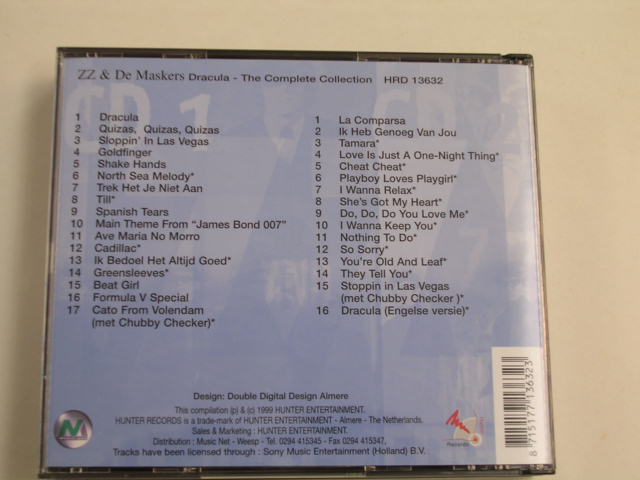 ZZ & De Maskers Dracula - The Complete Collection HRD 13632
CD 1
1 Dracula
2 Quizas, Quizas, Quizas
3 Sloppin' In Las Vegas
4 Goldfinger
5 Shake Hands
6 North Sea Melody*
7 Trek Het Je Niet Aan
8 Till*
9 Spanish Tears
10 Main Theme From "James Bond 007"
11 Ave Maria No Morro
12 Cadillac*
13 Ik Bedoel Het Altijd Goed*
14 Greensleeves*
15 Beat Girl
16 Formula V Special
17 Cato From Volendam
(met Chubby Checker)*
CD 2
1 La Comparsa
2 Ik Heb Genoeg Van Jou
3 Tamara*
4 Love Is Just A One-Night Thing*
5 Cheat Cheat*
6 Playboy Loves Playgirl*
7 I Wanna Relax*
8 She's Got My Heart*
9 Do, Do, Do You Love Me*
10 I Wanna Keep You*
11 Nothing To Do*
12 So Sorry*
13 You're Old And Leaf*
14 They Tell You*
15 Stoppin in Las Vegas
(met Chubby Checker )*
16 Dracula (Engelse versie)*
Design: Double Digital Design Almere
This compilation (p) & (c) 1999 HUNTER ENTERTAINMENT.
HUNTER RECORDS is a trade-mark of HUNTER ENTERTAINMENT - Almere - The Netherlands.
Sales & Marketing : HUNTER ENTERTAINMENT.
Distribution : Music Net - Weesp - Tel. 0294 415345 - Fax 0294 415347,
Tracks have been licensed through : Sony Music Entertainment (Holland) B.V.
Records
8 715177 136323